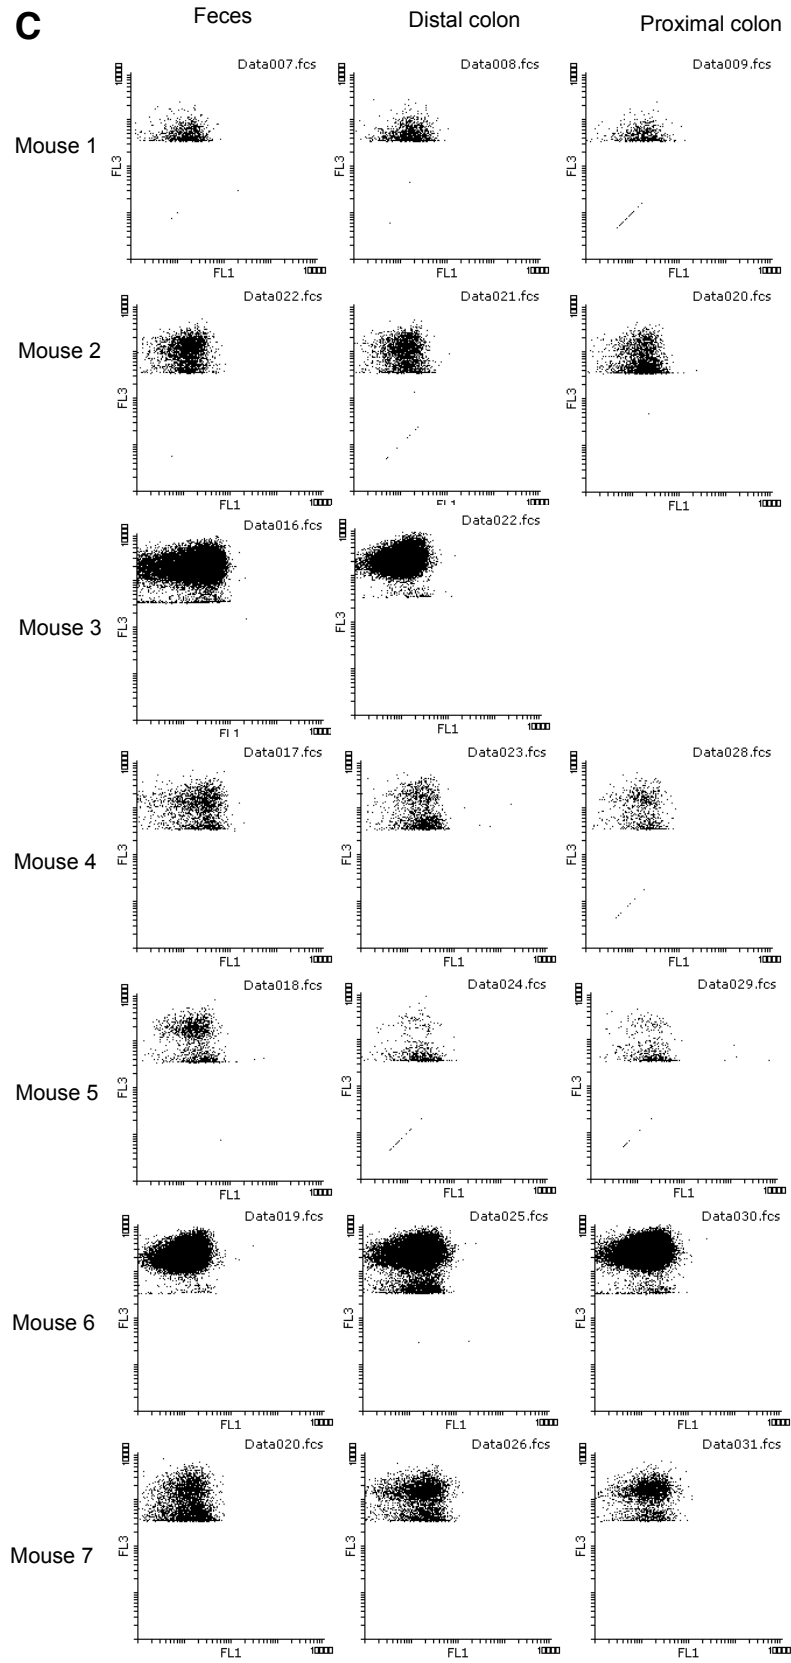 C
Feces Distal colon Proximal colon
Mouse 1
Data007.fcs Data008.fcs Data009.fcs
FL3 FL3 FL3
FL1 FL1 FL1
Mouse 2
Data022.fcs Data021.fcs Data020.fcs
FL3 FL3 FL3
FL1 FL1 FL1
Mouse 3
Data016.fcs Data022.fcs
FL3 FL3
FL1 FL1
Mouse 4
Data017.fcs Data023.fcs Data028.fcs
FL3 FL3 FL3
FL1 FL1 FL1
Mouse 5
Data018.fcs Data024.fcs Data029.fcs
FL3 FL3 FL3
FL1 FL1 FL1
Mouse 6
Data019.fcs Data025.fcs Data030.fcs
FL3 FL3 FL3
FL1 FL1 FL1
Mouse 7
Data020.fcs Data026.fcs Data031.fcs
FL3 FL3 FL3
FL1 FL1 FL1